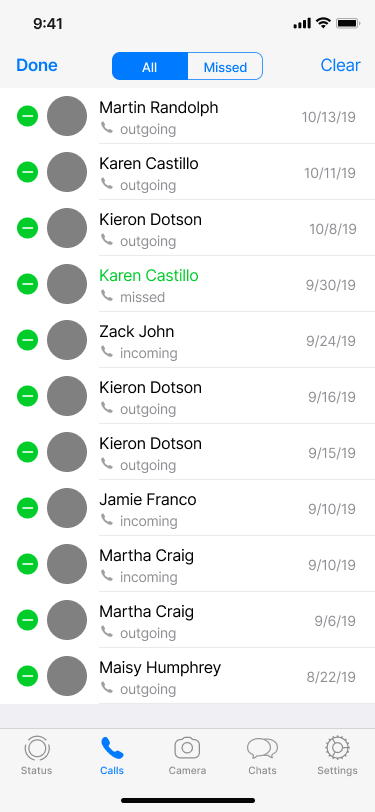 9:41
Done All Missed Clear
Martin Randolph
outgoing 10/13/19
Karen Castillo
outgoing 10/11/19
Kieron Dotson
outgoing 10/8/19
Karen Castillo
missed 9/30/19
Zack John
incoming 9/24/19
Kieron Dotson
outgoing 9/16/19
Kieron Dotson
outgoing 9/15/19
Jamie Franco
incoming 9/10/19
Martha Craig
incoming 9/10/19
Martha Craig
outgoing 9/6/19
Maisy Humphrey
outgoing 8/22/19
Status Calls Camera Chats Settings